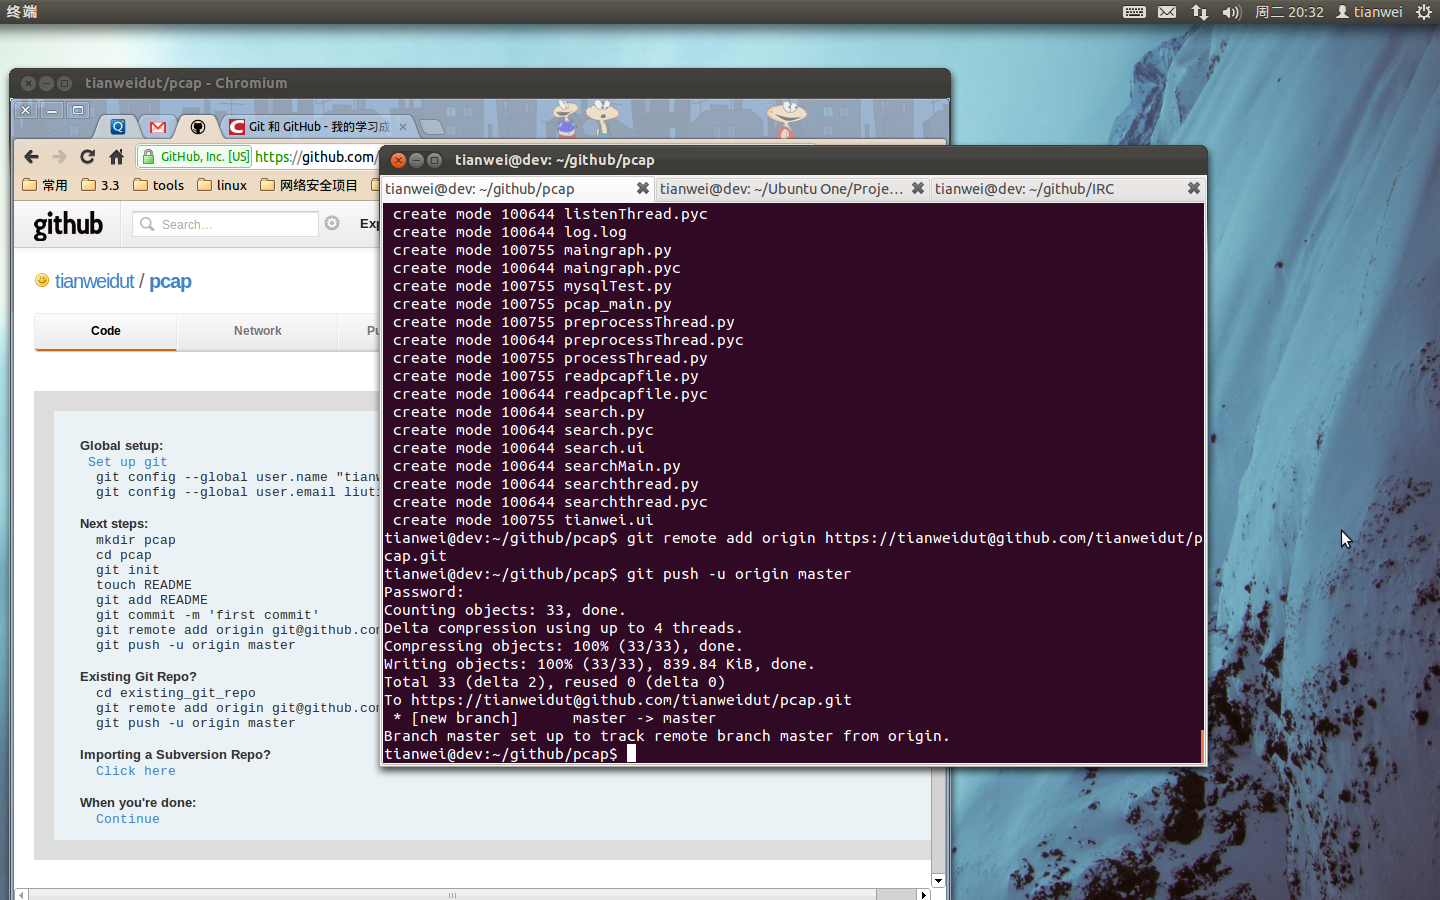 终端
周二 20:32
tianwei
tianweidut/pcap - Chromium
Git 和 GitHub - 我的学习成
GitHub, Inc. [US]
https://github.com/
常用
3.3
tools
linux
网络安全项目
github
Search...
tianweidut / pcap
Code
Network
Global setup:
Set up git
git config --global user.name
git config --global user.email
Next steps:
mkdir pcap
cd pcap
git init
touch README
git add README
git commit -m 'first commit'
git remote add origin
git push -u origin master
Existing Git Repo?
cd existing_git_repo
git remote add origin
git push -u origin master
Importing a Subversion Repo?
Click here
When you're done:
Continue
tianwei@dev: ~/github/pcap
tianwei@dev: ~/github/pcap
tianwei@dev: ~/Ubuntu One/Proje...
tianwei@dev: ~/github/IRC
create mode 100644 listenThread.pyc
create mode 100644 log.log
create mode 100755 maingraph.py
create mode 100644 maingraph.pyc
create mode 100755 mysqlTest.py
create mode 100755 pcap_main.py
create mode 100755 preprocessThread.py
create mode 100644 preprocessThread.pyc
create mode 100755 processThread.py
create mode 100755 readpcapfile.py
create mode 100644 readpcapfile.pyc
create mode 100644 search.py
create mode 100644 search.pyc
create mode 100644 search.ui
create mode 100644 searchMain.py
create mode 100644 searchthread.py
create mode 100644 searchthread.pyc
create mode 100755 tianwei.ui
tianwei@dev:~/github/pcap$ git remote add origin https://tianweidut@github.com/tianweidut/p
cap.git
tianwei@dev:~/github/pcap$ git push -u origin master
Password:
Counting objects: 33, done.
Delta compression using up to 4 threads.
Compressing objects: 100% (33/33), done.
Writing objects: 100% (33/33), 839.84 KiB, done.
Total 33 (delta 2), reused 0 (delta 0)
To https://tianweidut@github.com/tianweidut/pcap.git
* [new branch] master -> master
Branch master set up to track remote branch master from origin.
tianwei@dev:~/github/pcap$